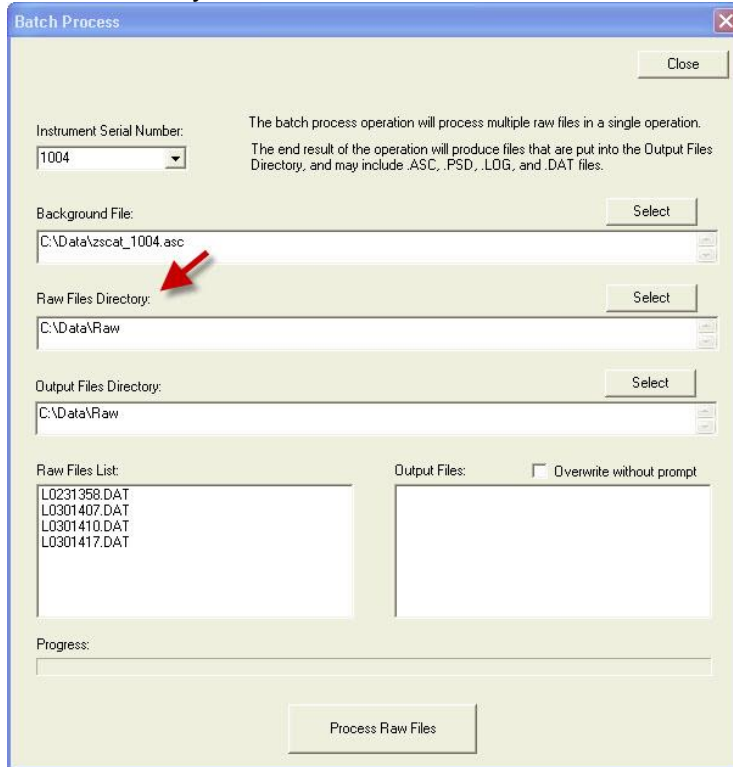 Batch Process
Close
Instrument Serial Number:
1004
The batch process operation will process multiple raw files in a single operation.
The end result of the operation will produce files that are put into the Output Files
Directory, and may include .ASC, .PSD, .LOG, and .DAT files.
Background File:
Select
C:\Data\zscat_1004.asc
Raw Files Directory:
Select
C:\Data\Raw
Output Files Directory:
Select
C:\Data\Raw
Raw Files List:
Output Files:
Overwrite without prompt
L0231358.DAT
L0301407.DAT
L0301410.DAT
L0301417.DAT
Progress:
Process Raw Files